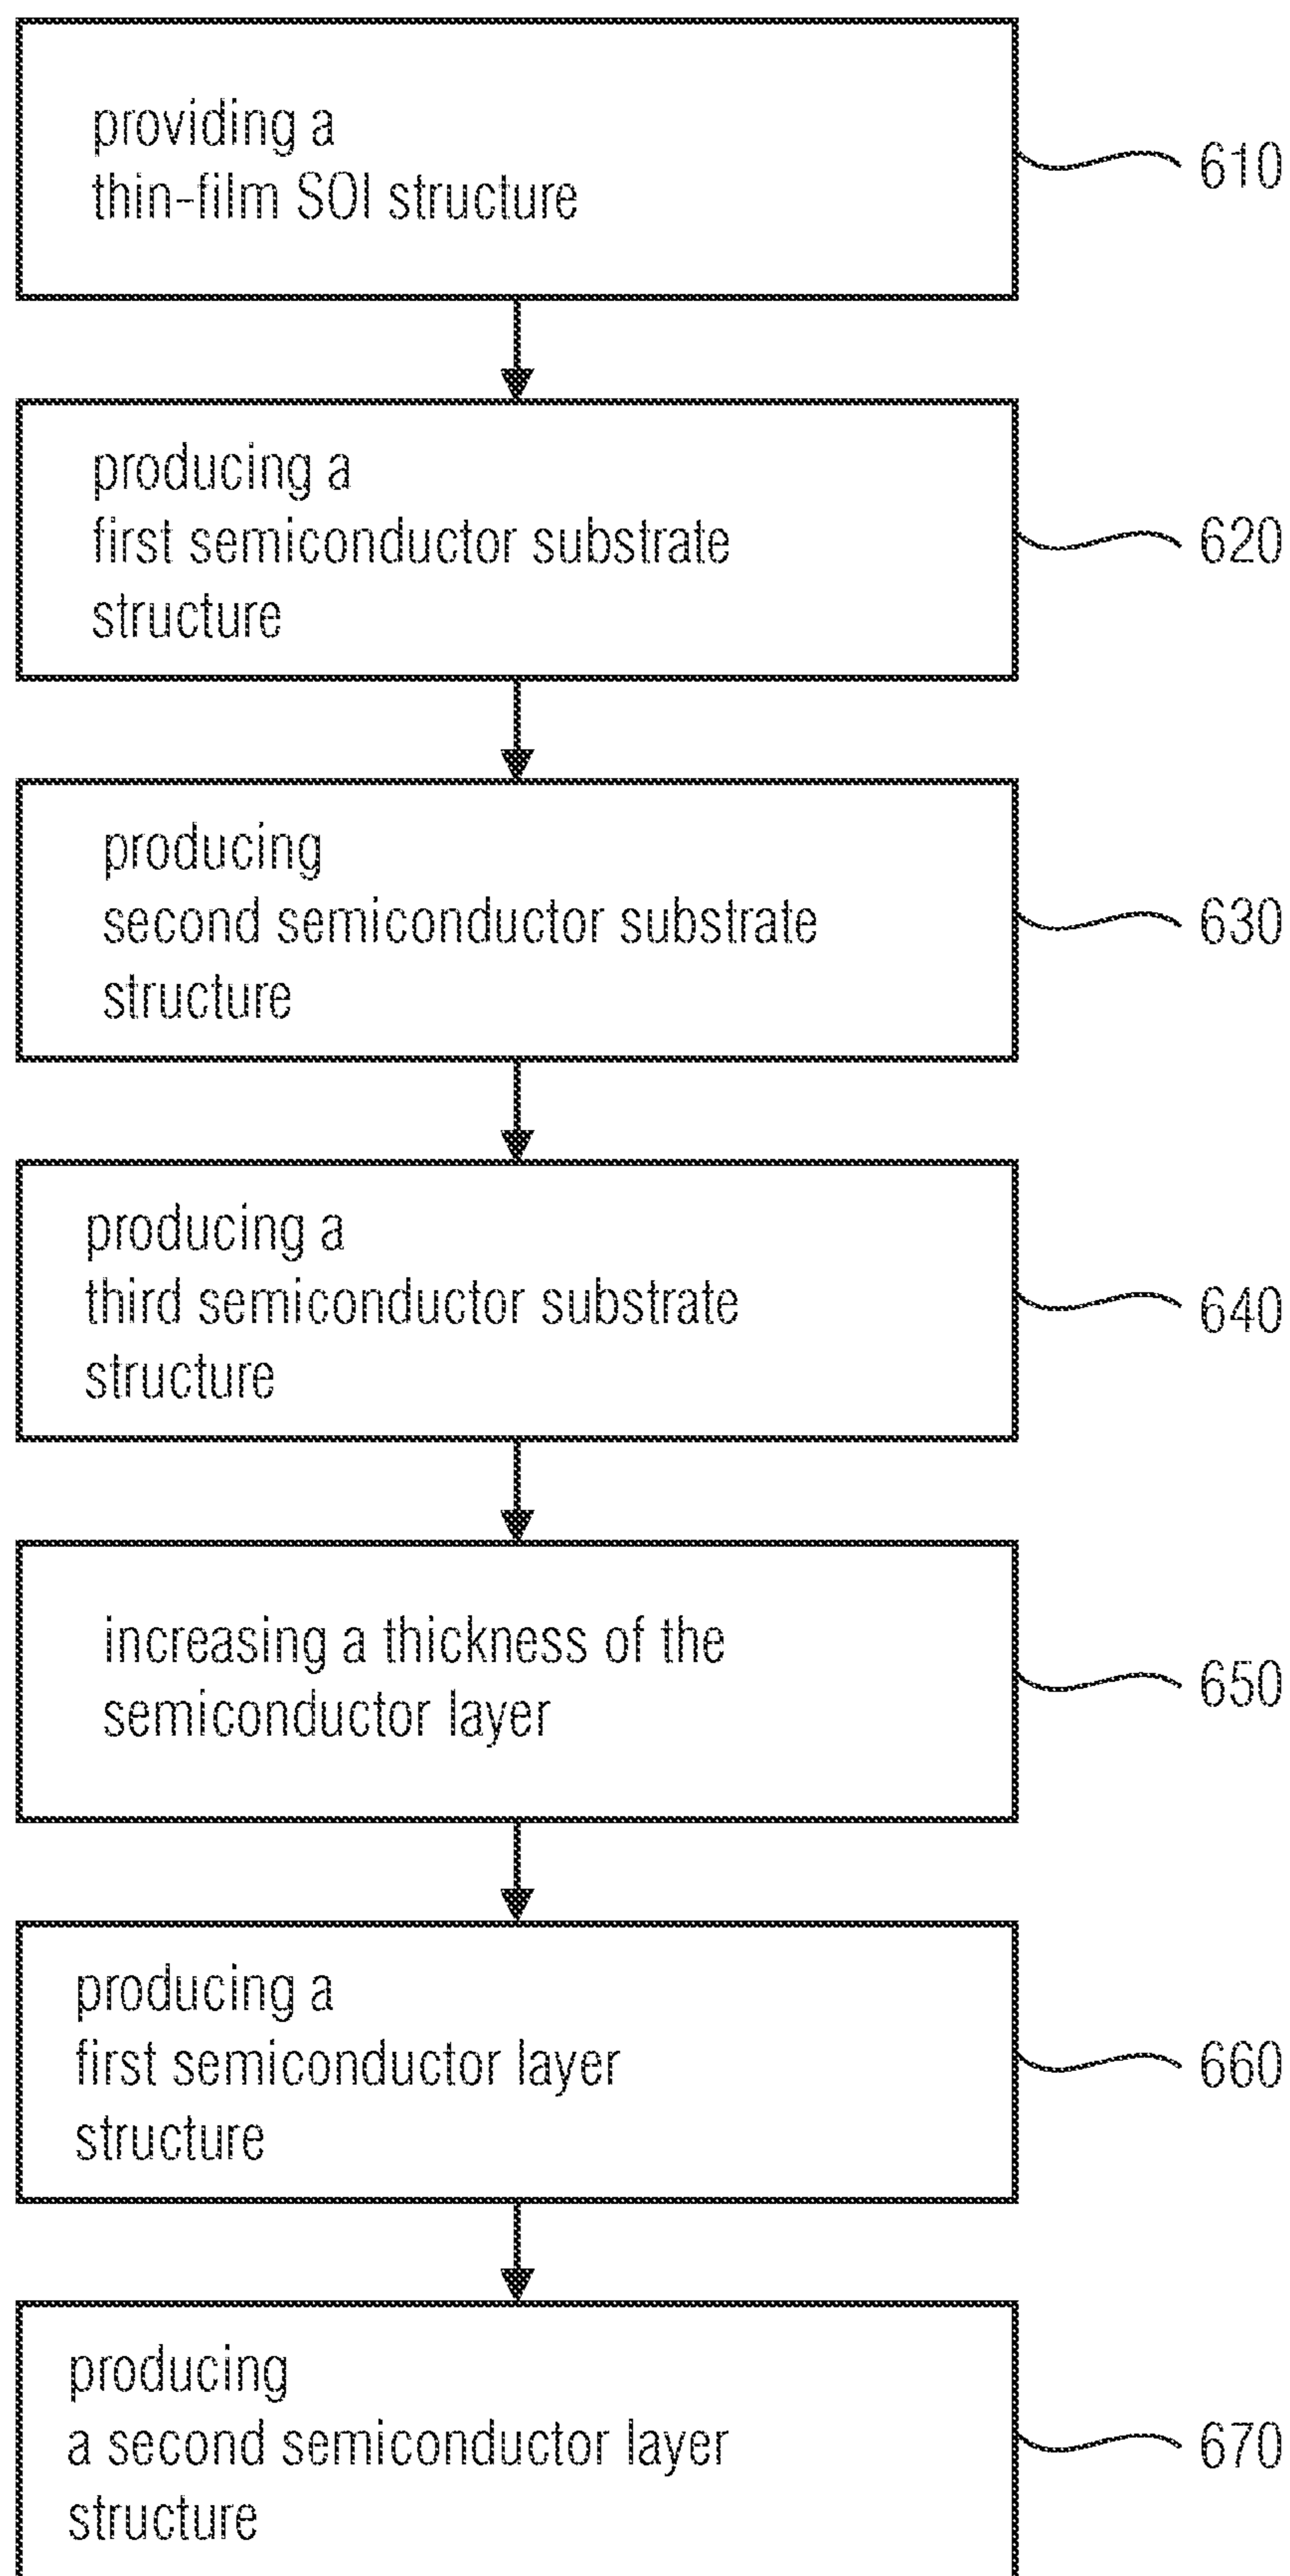 providing a
thin-film SOI structure
610
producing a
first semiconductor substrate
structure
620
producing
second semiconductor substrate
structure
630
producing a
third semiconductor substrate
structure
640
increasing a thickness of the
semiconductor layer
650
producing a
first semiconductor layer
structure
660
producing
a second semiconductor layer
structure
670